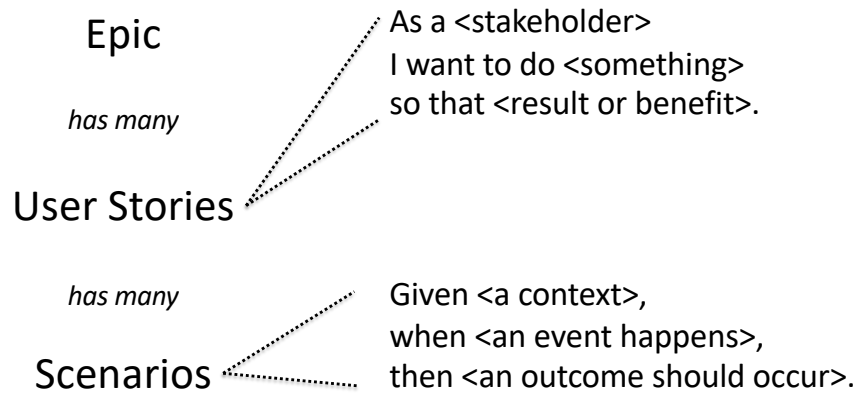 Epic
has many
User Stories
has many
Scenarios
As a <stakeholder>
I want to do <something>
so that <result or benefit>.
Given <a context>,
when <an event happens>,
then <an outcome should occur>.